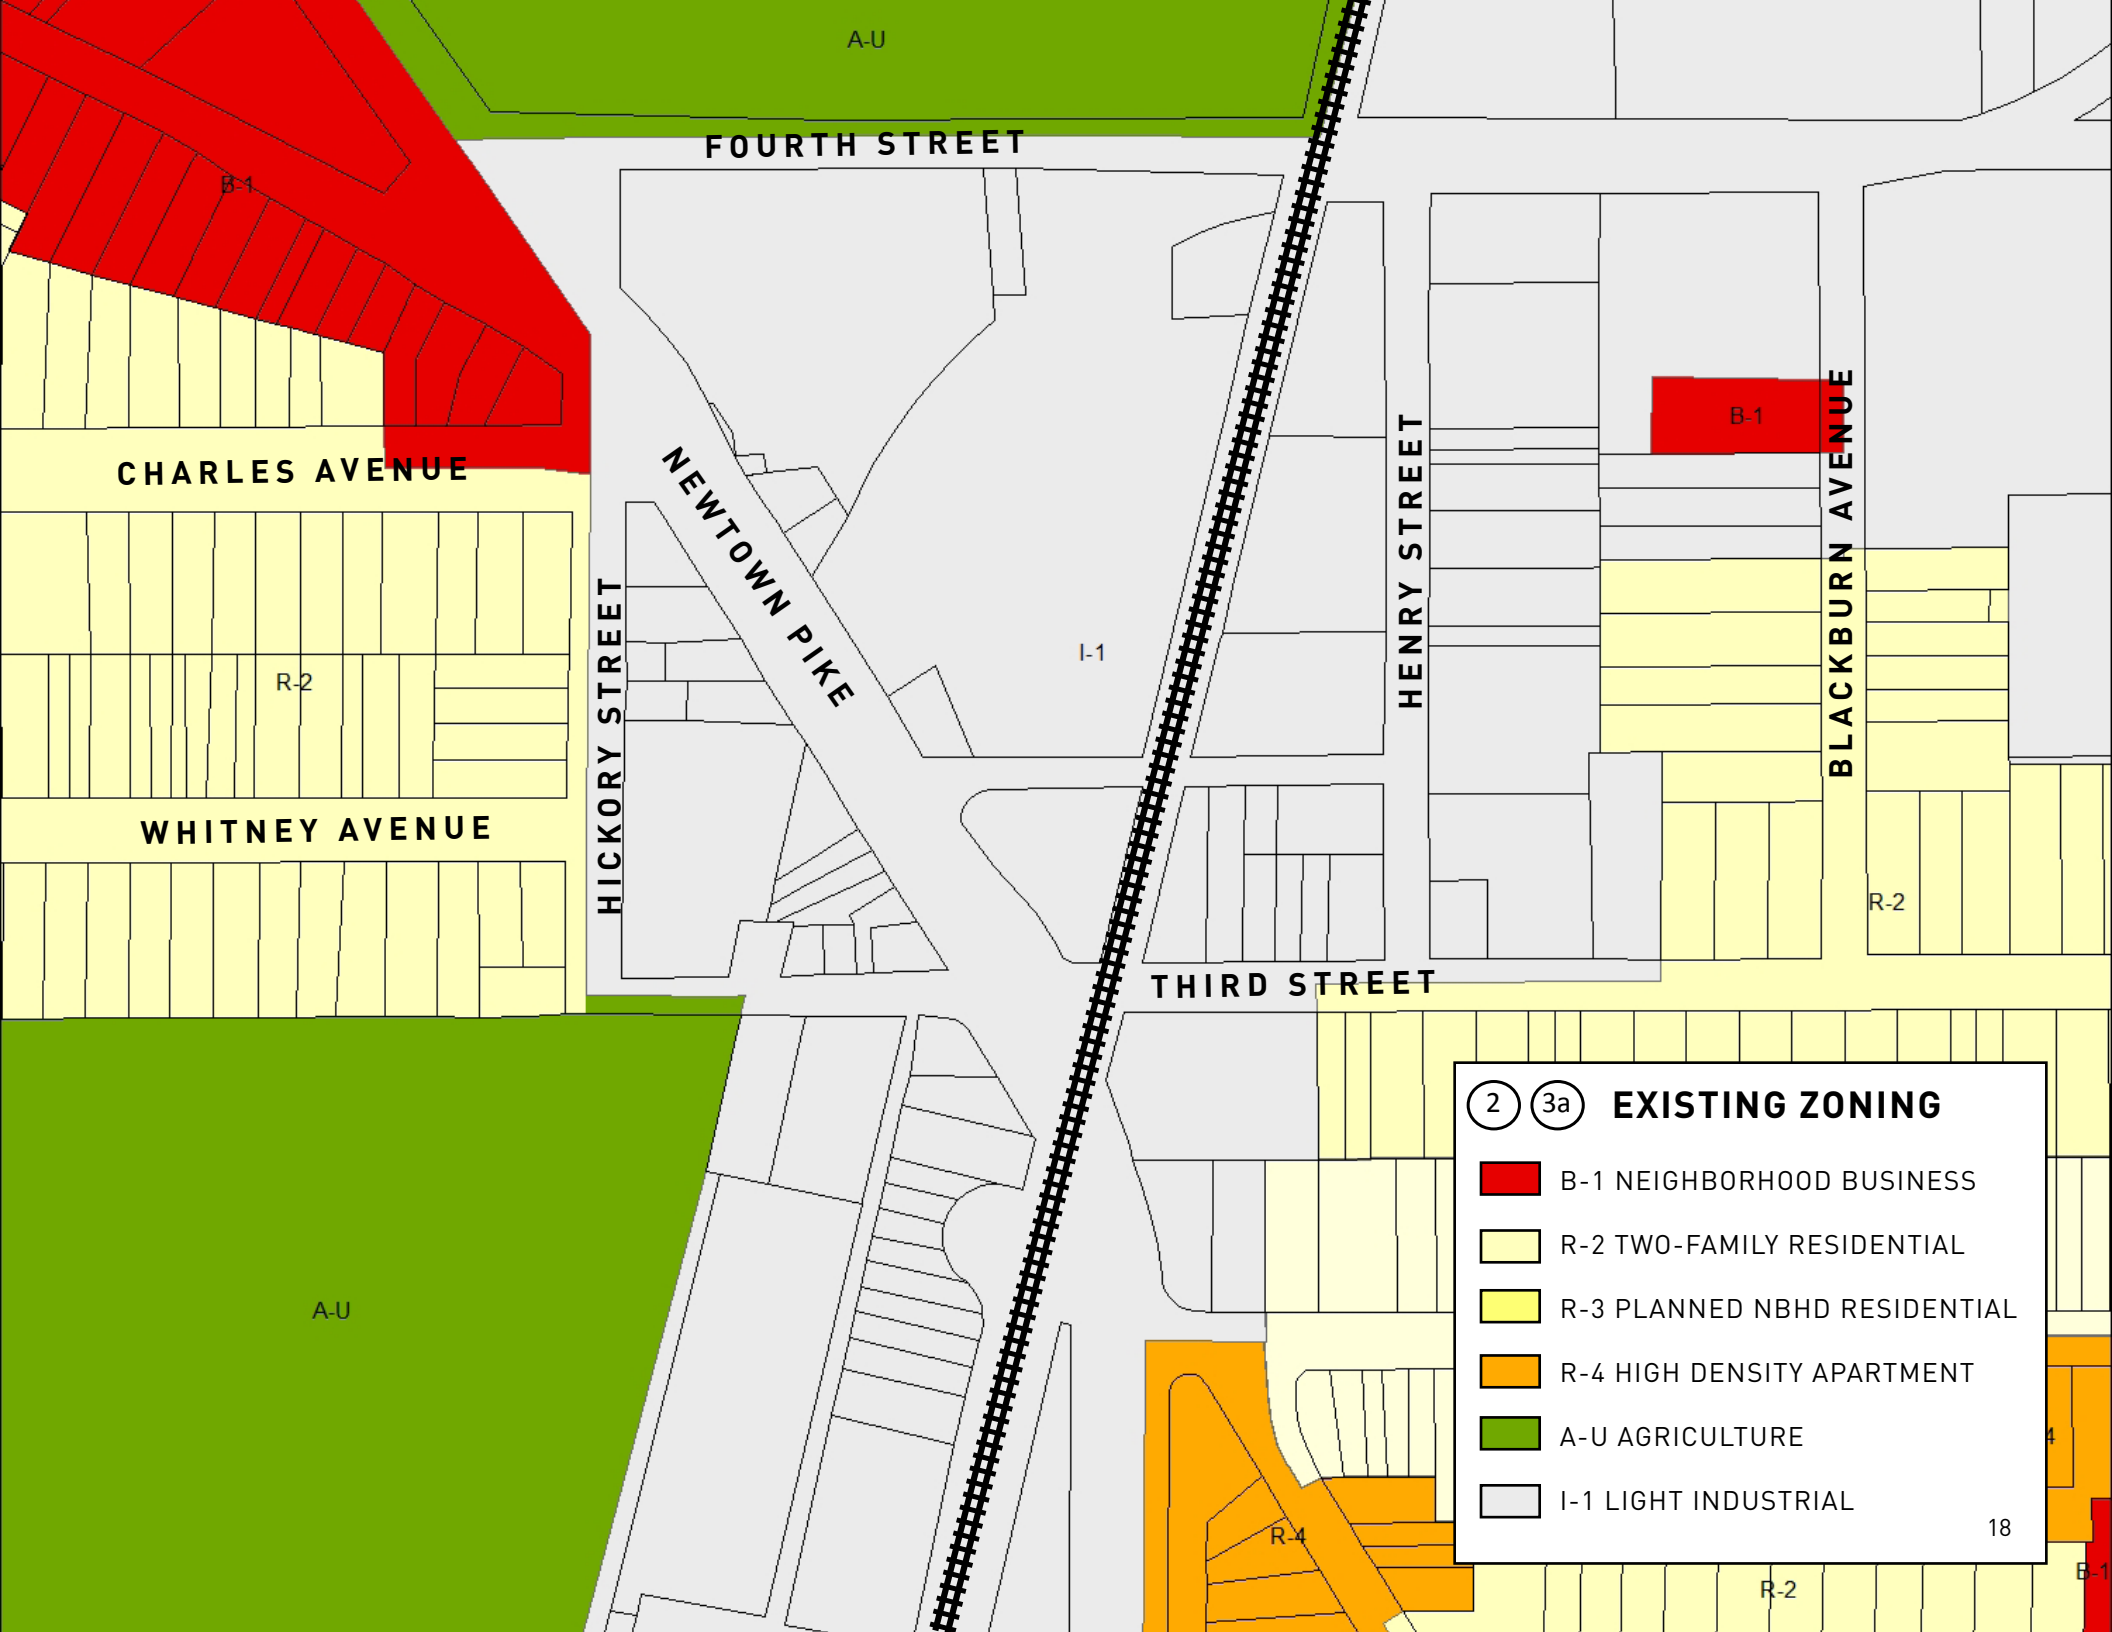 A-U
FOURTH STREET
B-1
CHARLES AVENUE
NEWTOWN PIKE
B-1
HENRY STREET
BLACKBURN AVENUE
I-1
R-2
HICKORY STREET
WHITNEY AVENUE
R-2
THIRD STREET
A-U
R-4
2 3a EXISTING ZONING
B-1 NEIGHBORHOOD BUSINESS
R-2 TWO-FAMILY RESIDENTIAL
R-3 PLANNED NBHD RESIDENTIAL
R-4 HIGH DENSITY APARTMENT
A-U AGRICULTURE
I-1 LIGHT INDUSTRIAL
18
4
B-1
R-2